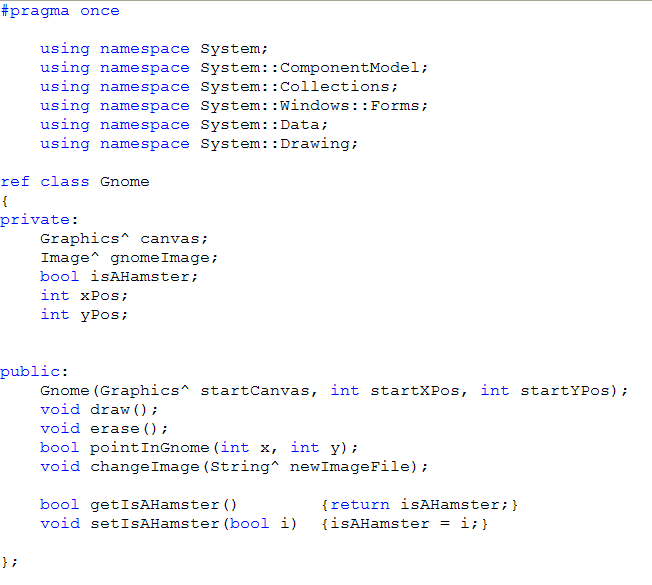 #pragma once
using namespace System;
using namespace System::ComponentModel;
using namespace System::Collections;
using namespace System::Windows::Forms;
using namespace System::Data;
using namespace System::Drawing;
ref class Gnome
{
private:
Graphics^ canvas;
Image^ gnomeImage;
bool isAHamster;
int xPos;
int yPos;
public:
Gnome(Graphics^ startCanvas, int startXPos, int startYPos);
void draw();
void erase();
bool pointInGnome(int x, int y);
void changeImage(String^ newImageFile);
bool getIsAHamster() {return isAHamster;}
void setIsAHamster(bool i) {isAHamster = i;}
};